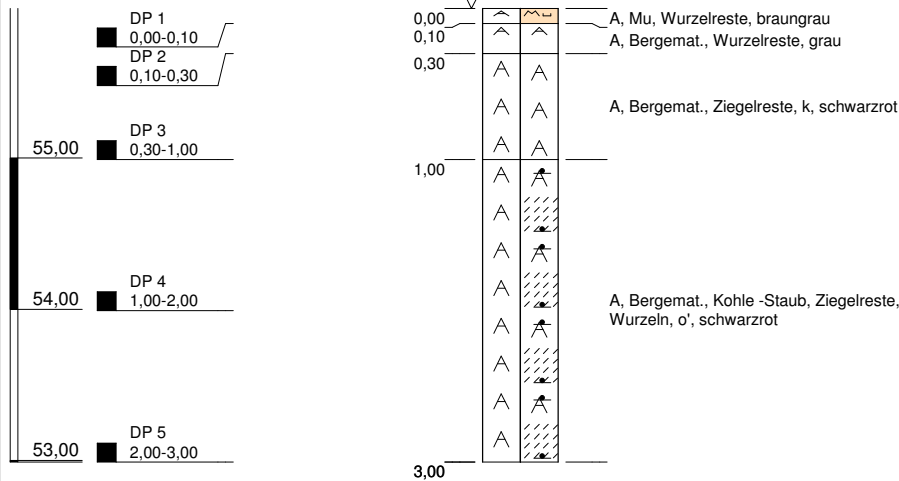 DP 1
0,00-0,10
DP 2
0,10-0,30
DP 3
0,30-1,00
55,00
DP 4
1,00-2,00
54,00
DP 5
2,00-3,00
53,00
0,00
0,10
0,30
1,00
3,00
A, Mu, Wurzelreste, braungrau
A, Bergemat., Wurzelreste, grau
A, Bergemat., Ziegelreste, k, schwarzrot
A, Bergemat., Kohle -Staub, Ziegelreste,
Wurzeln, o', schwarzrot